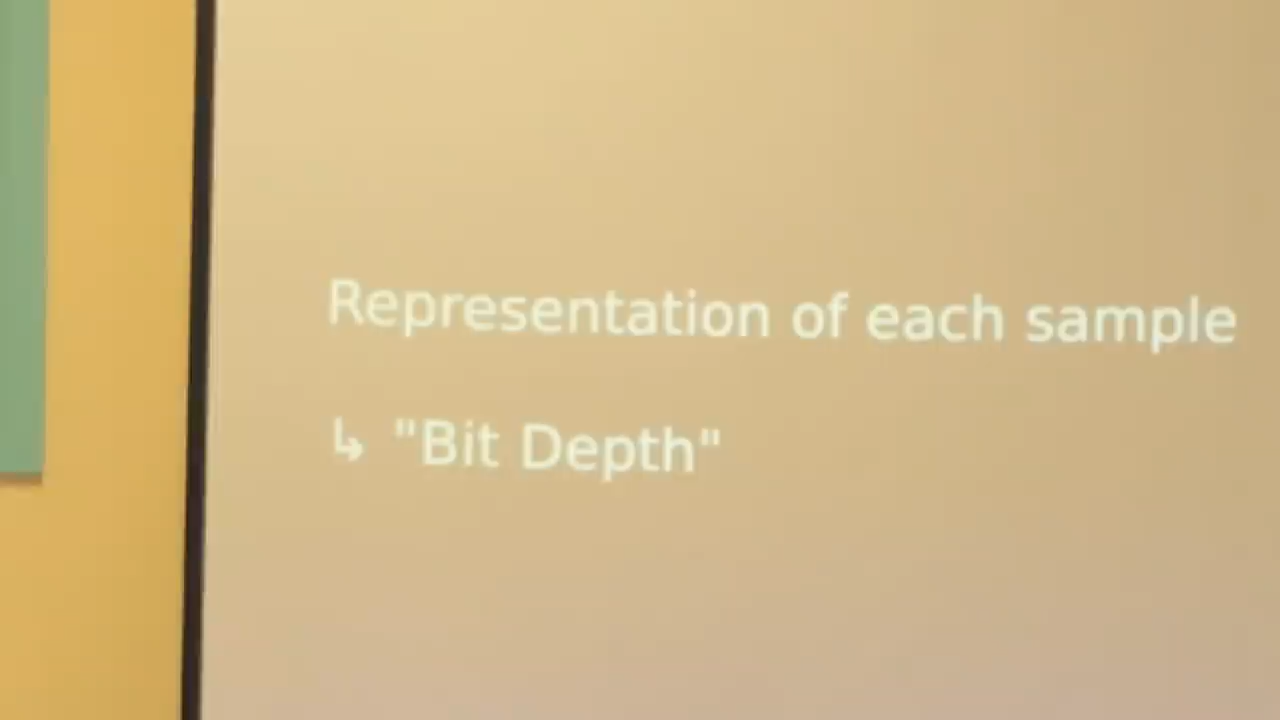 Representation of each sample
↳ "Bit Depth"